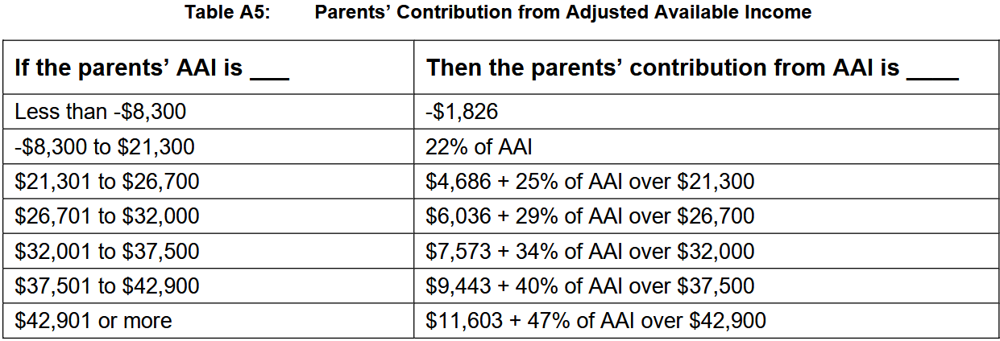 Table A5: Parents’ Contribution from Adjusted Available Income
If the parents’ AAI is ___ Then the parents’ contribution from AAI is ____
Less than -$8,300 -$1,826
-$8,300 to $21,300 22% of AAI
$21,301 to $26,700 $4,686 + 25% of AAI over $21,300
$26,701 to $32,000 $6,036 + 29% of AAI over $26,700
$32,001 to $37,500 $7,573 + 34% of AAI over $32,000
$37,501 to $42,900 $9,443 + 40% of AAI over $37,500
$42,901 or more $11,603 + 47% of AAI over $42,900